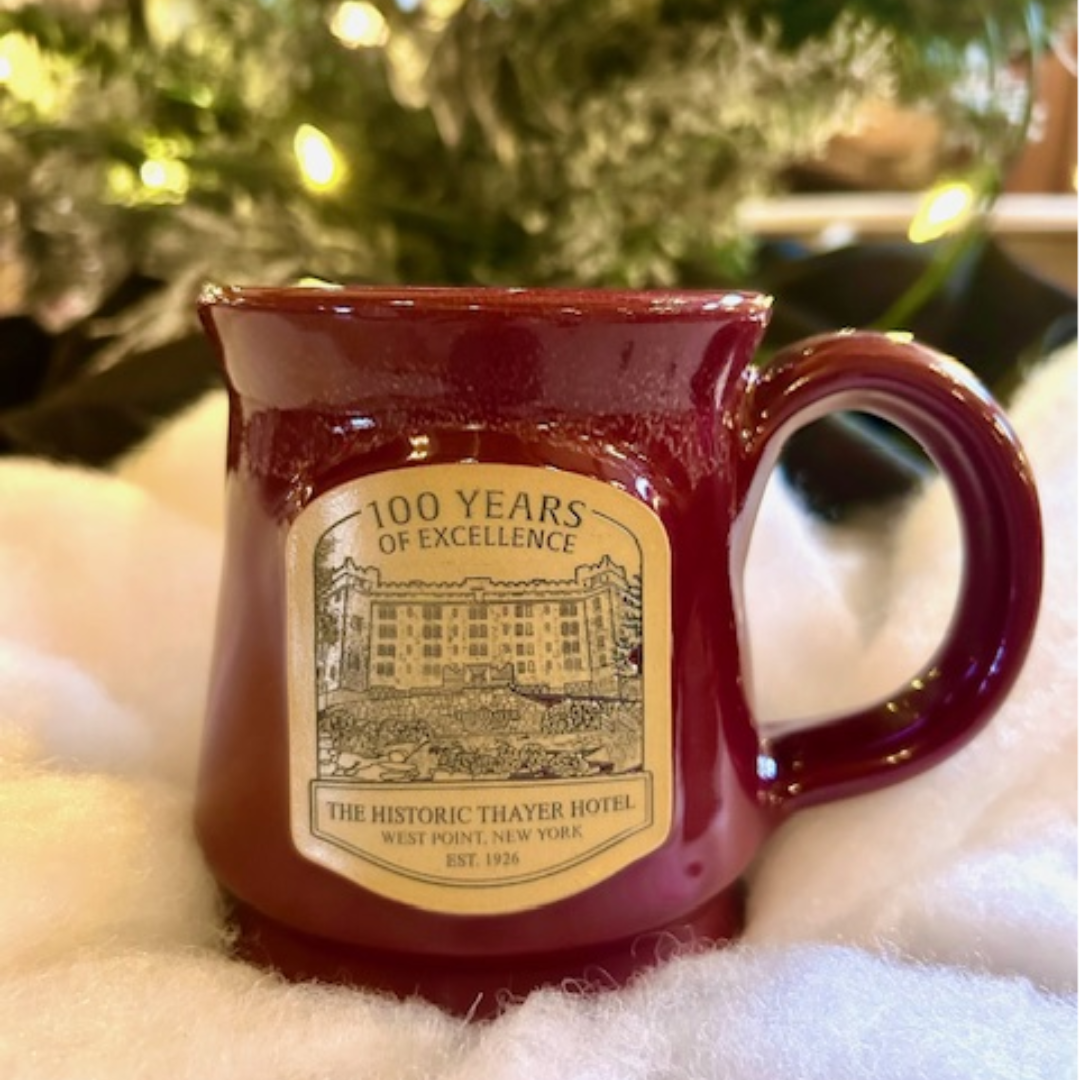 100 YEARS
OF EXCELLENCE
THE HISTORIC THAYER HOTEL
WEST POINT, NEW YORK
EST. 1926